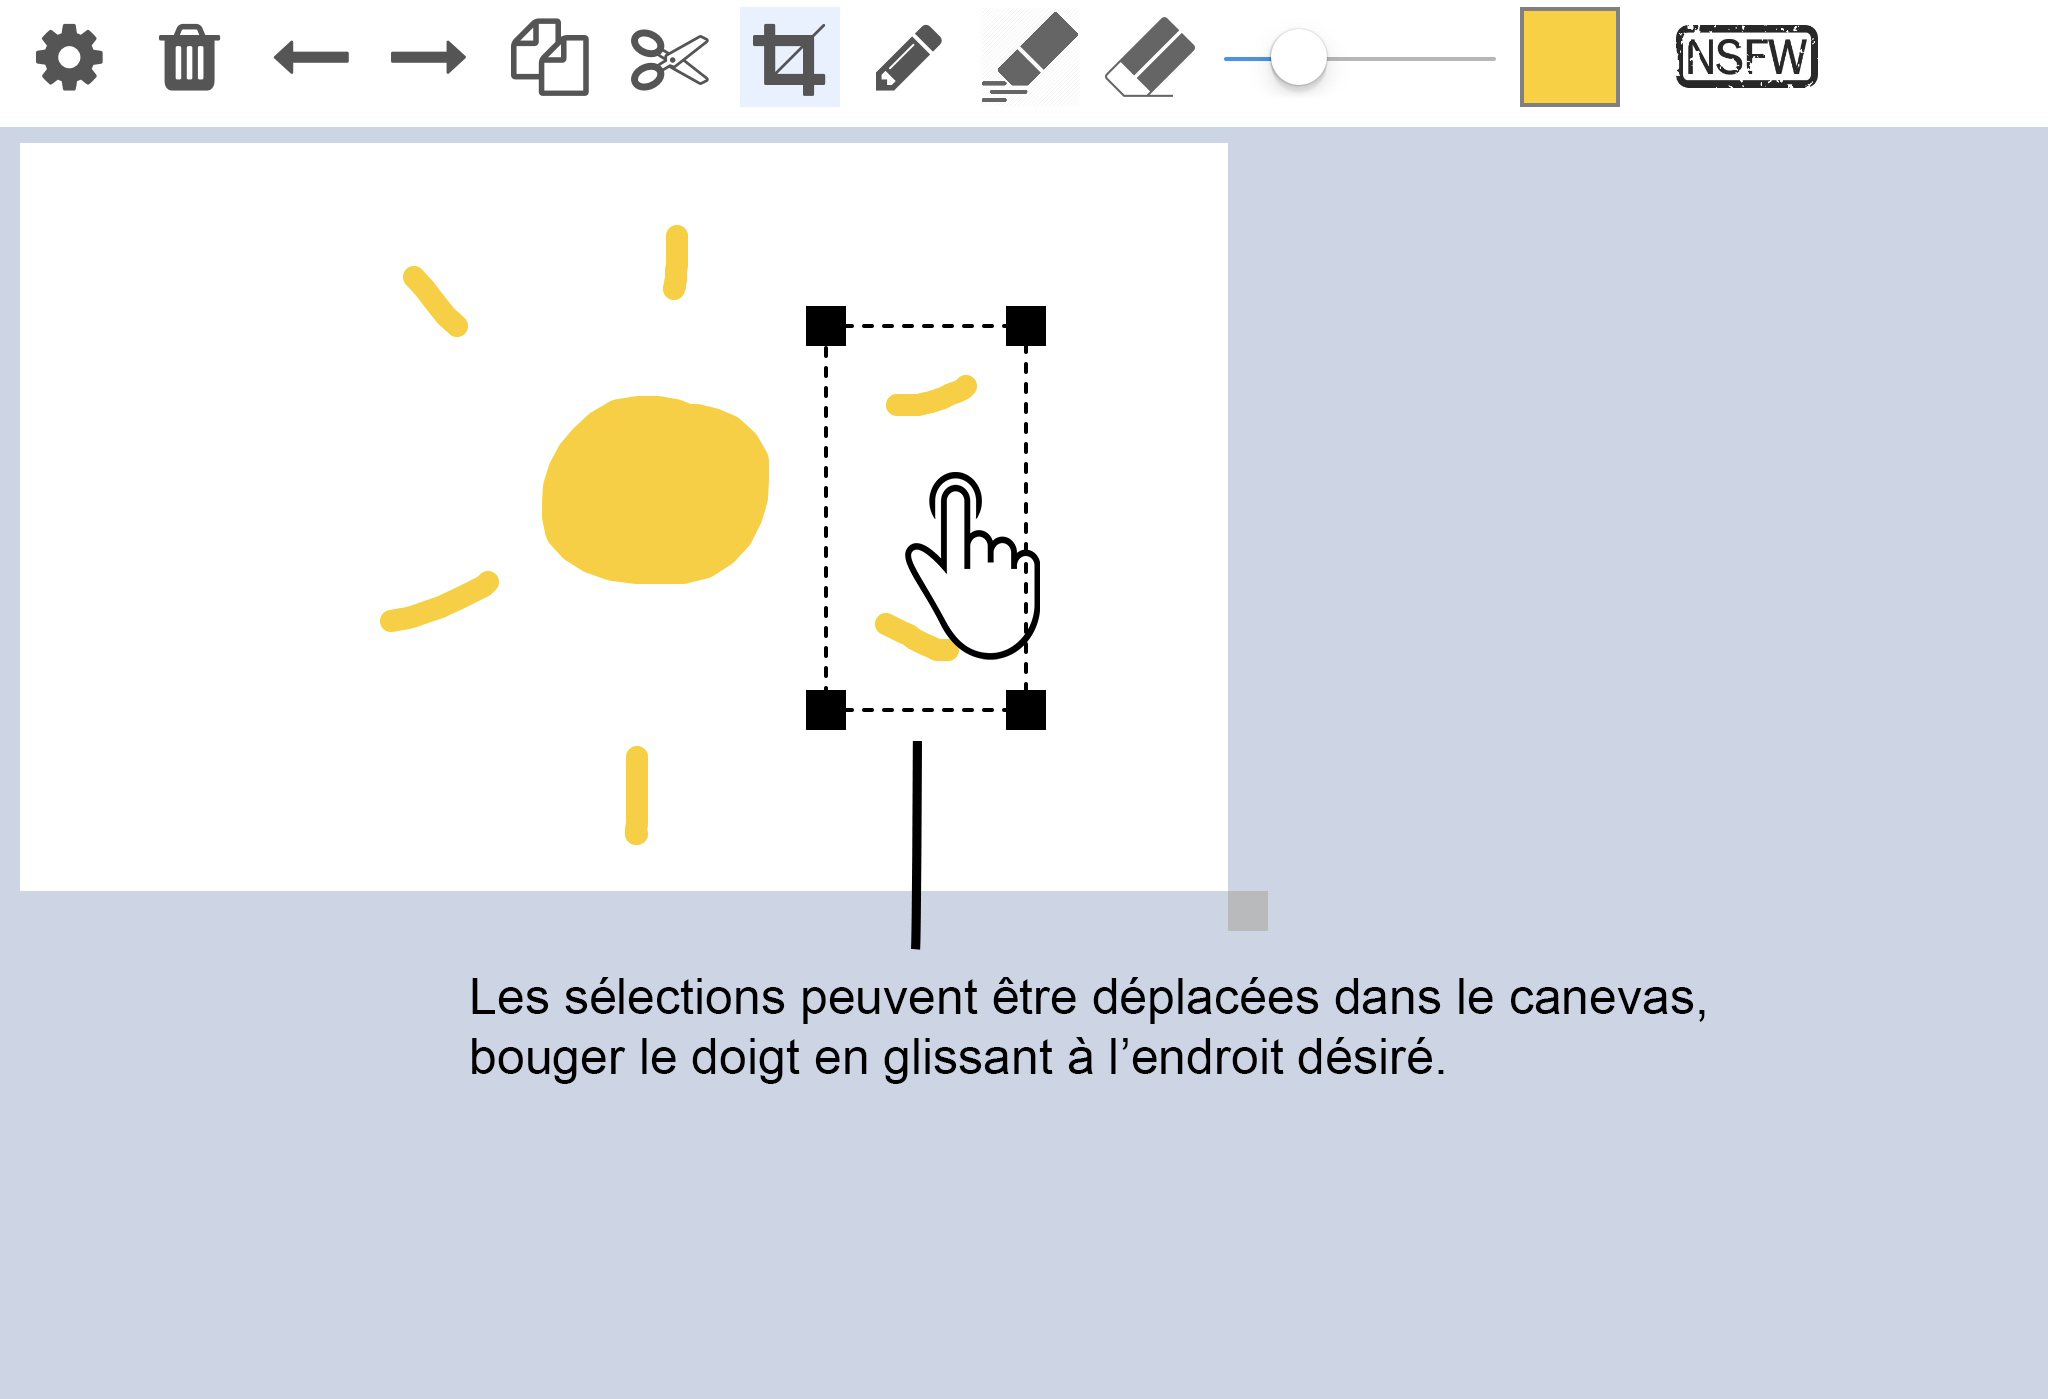 NSFW
Les sélections peuvent être déplacées dans le canevas,
bouger le doigt en glissant à l’endroit désiré.